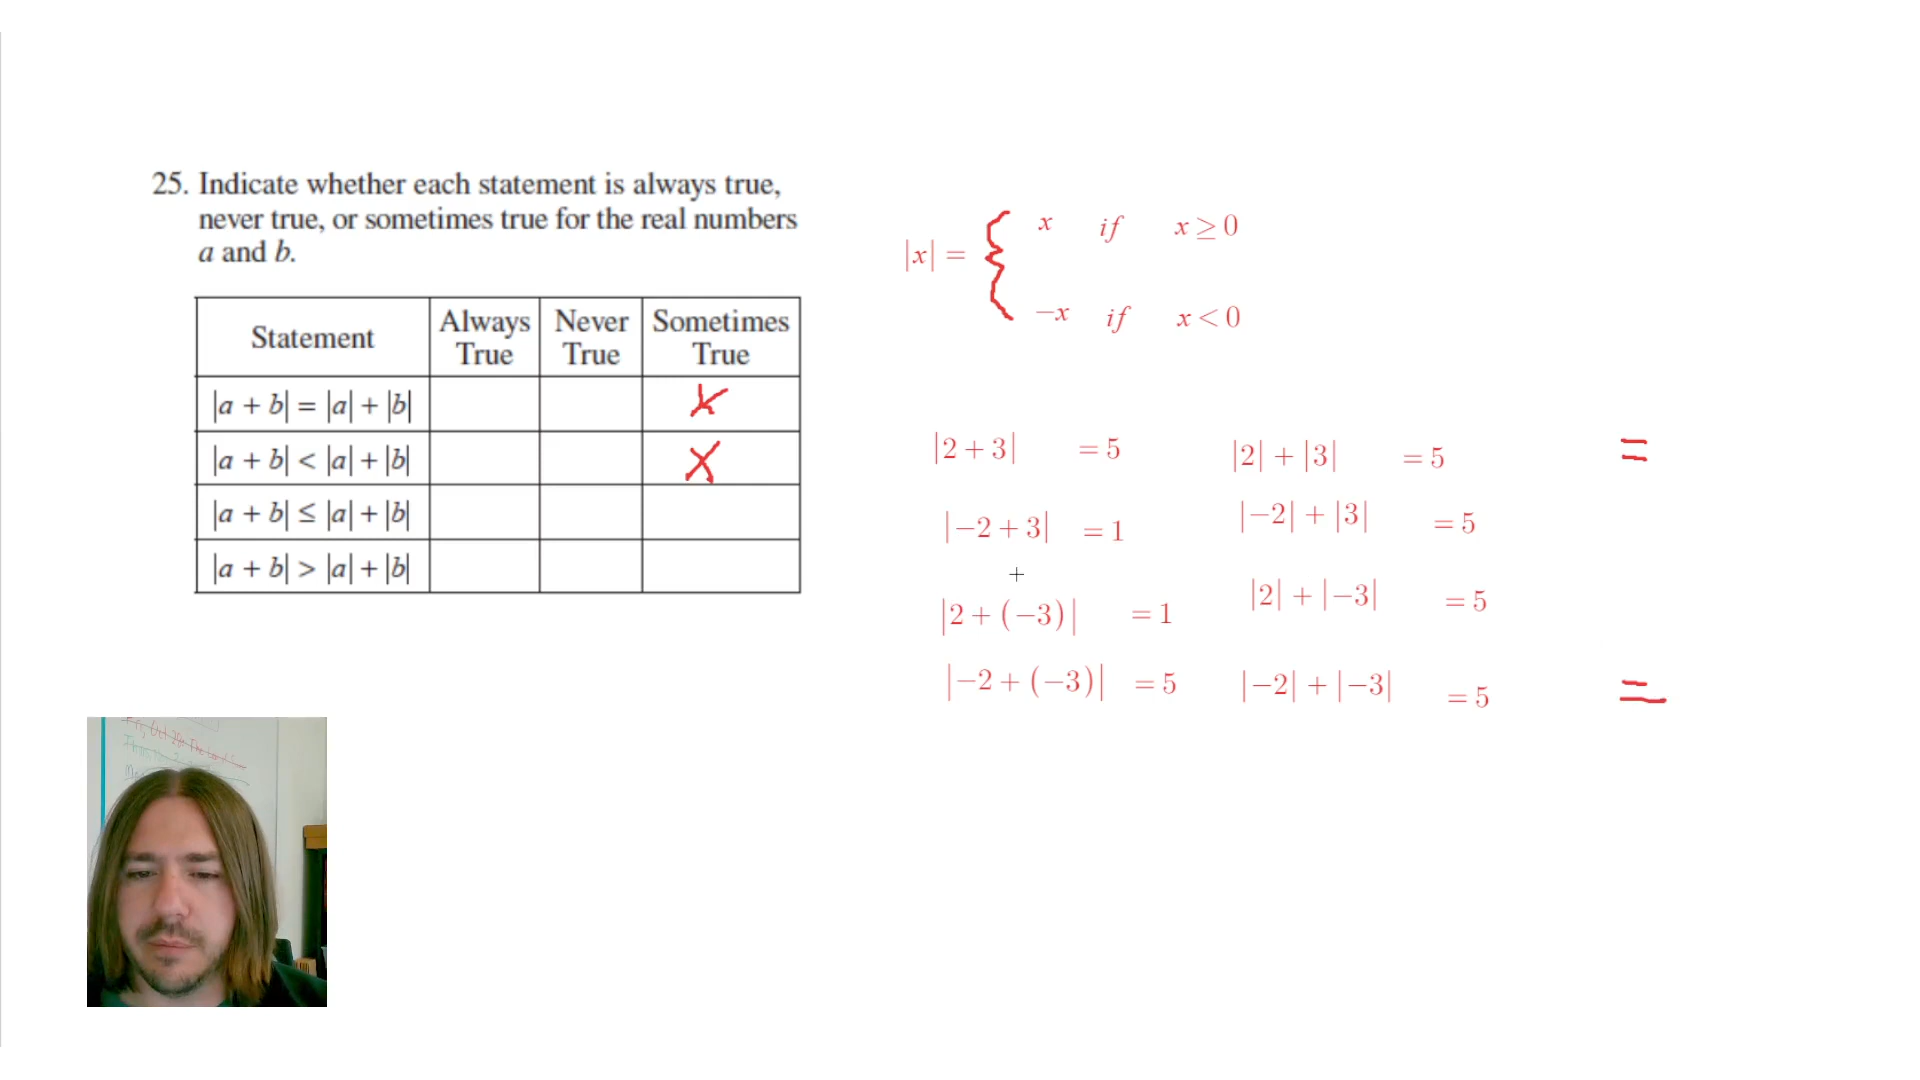 25. Indicate whether each statement is always true,
never true, or sometimes true for the real numbers
a and b.
Statement Always True Never True Sometimes True
|a + b| = |a| + |b| X
|a + b| < |a| + |b| X
|a + b| ≤ |a| + |b|
|a + b| > |a| + |b|
|x| = { x if x ≥ 0
−x if x < 0
|2 + 3| = 5 |2| + |3| = 5 =
|−2 + 3| = 1 |−2| + |3| = 5
|2 + (−3)| = 1 |2| + |−3| = 5
|−2 + (−3)| = 5 |−2| + |−3| = 5 =